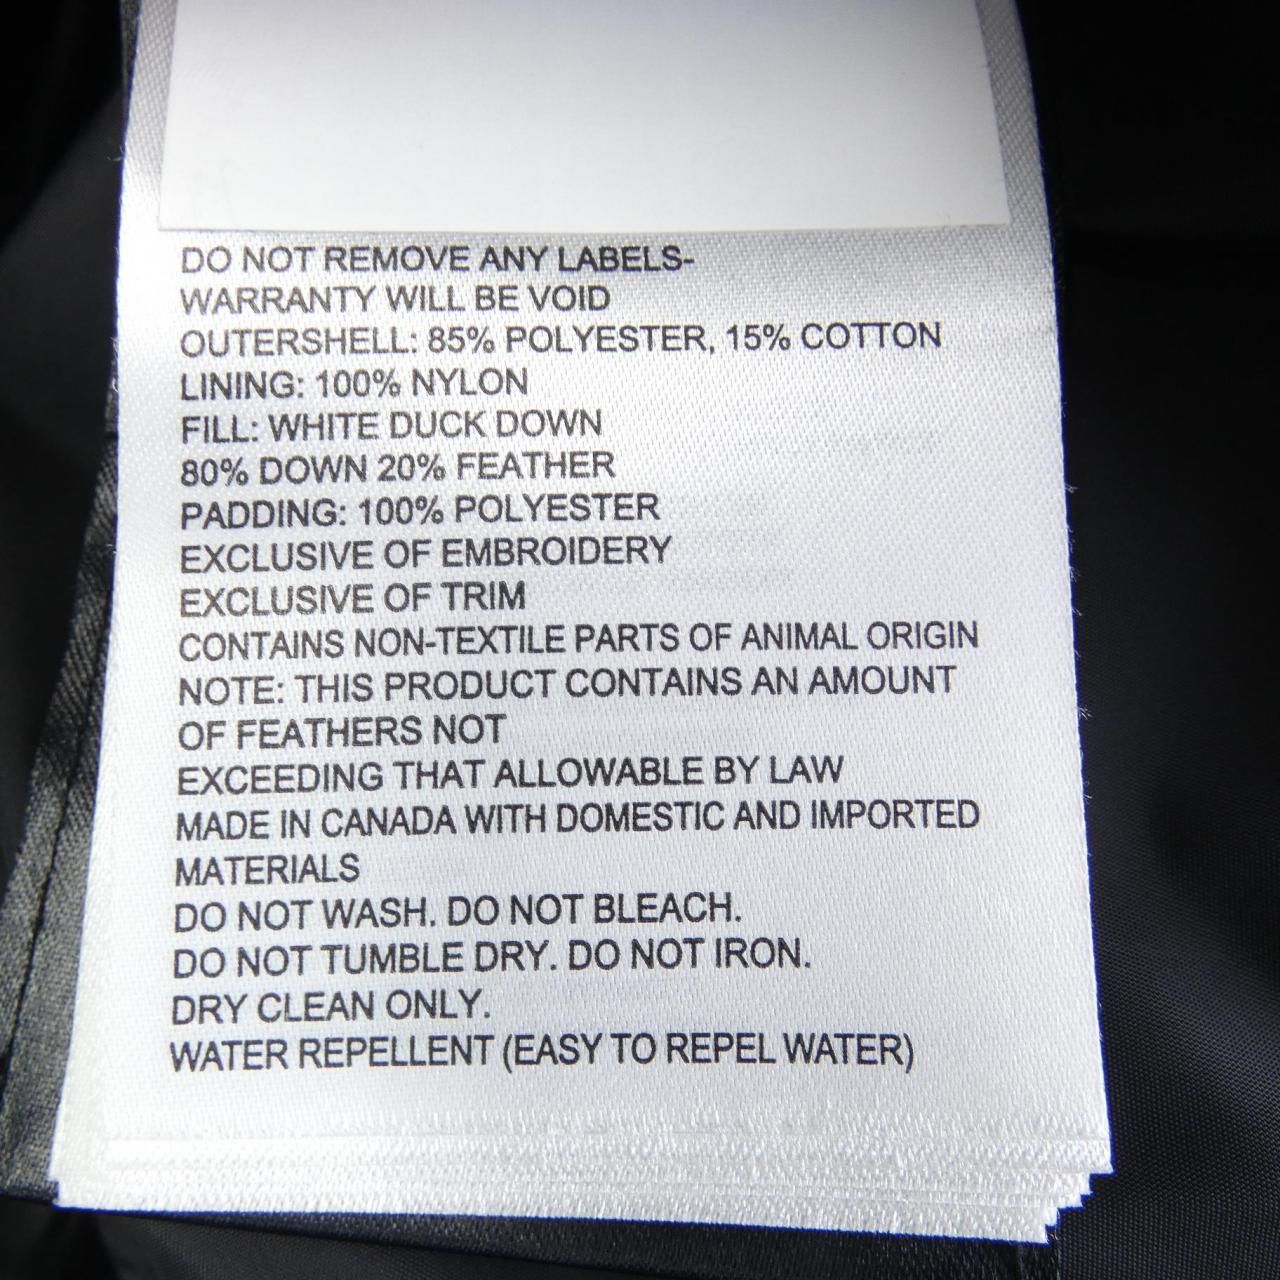 DO NOT REMOVE ANY LABELS-
WARRANTY WILL BE VOID
OUTERSHELL: 85% POLYESTER, 15% COTTON
LINING: 100% NYLON
FILL: WHITE DUCK DOWN
80% DOWN 20% FEATHER
PADDING: 100% POLYESTER
EXCLUSIVE OF EMBROIDERY
EXCLUSIVE OF TRIM
CONTAINS NON-TEXTILE PARTS OF ANIMAL ORIGIN
NOTE: THIS PRODUCT CONTAINS AN AMOUNT
OF FEATHERS NOT
EXCEEDING THAT ALLOWABLE BY LAW
MADE IN CANADA WITH DOMESTIC AND IMPORTED
MATERIALS
DO NOT WASH. DO NOT BLEACH.
DO NOT TUMBLE DRY. DO NOT IRON.
DRY CLEAN ONLY.
WATER REPELLENT (EASY TO REPEL WATER)